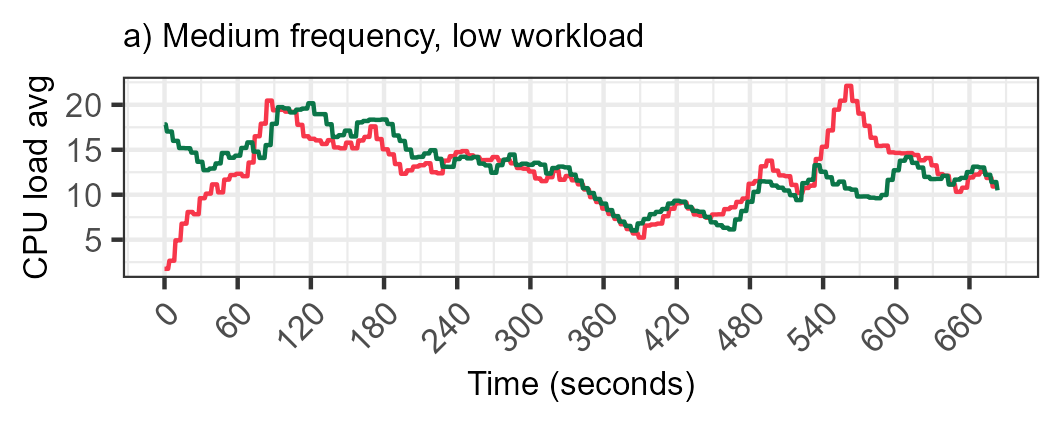 a) Medium frequency, low workload
CPU load avg
20
15
10
5
0 60 120 180 240 300 360 420 480 540 600 660
Time (seconds)